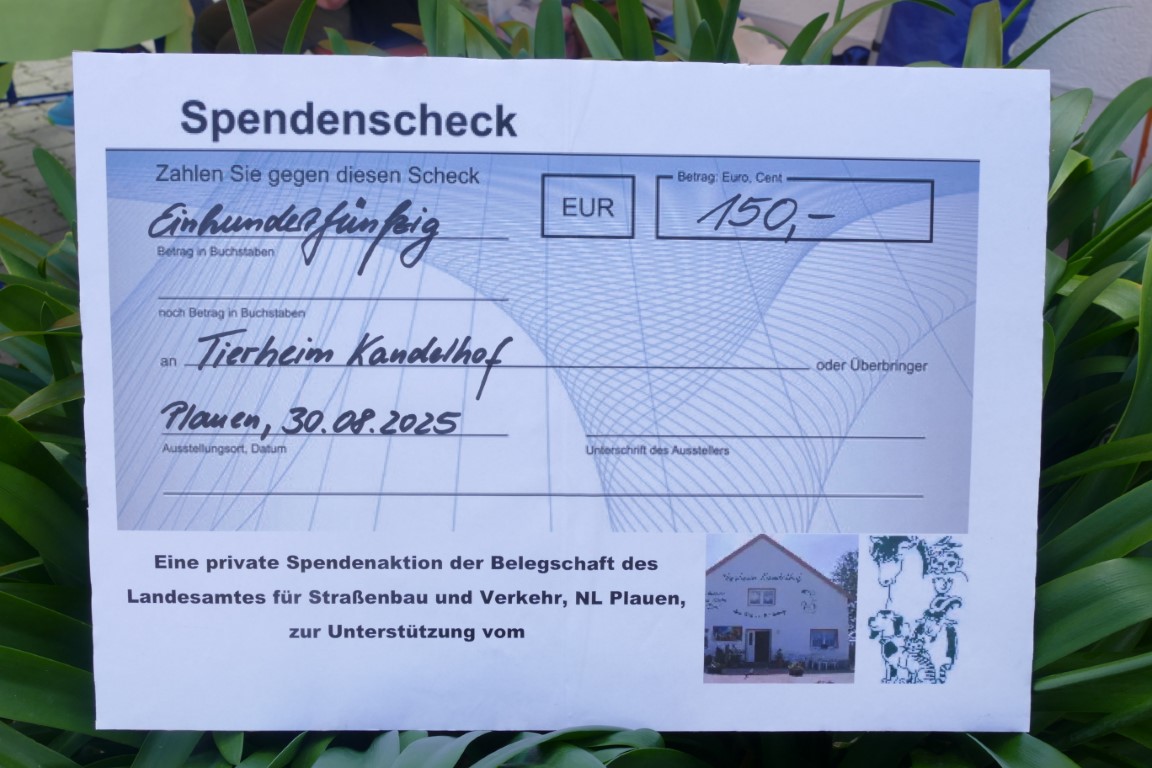 Spendenscheck
Zahlen Sie gegen diesen Scheck
EUR
Betrag: Euro, Cent
150,-
Einhundertfünfzig
Betrag in Buchstaben
noch Betrag in Buchstaben
an Tierheim Kandelhof oder Überbringer
Plauen, 30.08.2025
Ausstellungsort, Datum
Unterschrift des Ausstellers
Eine private Spendenaktion der Belegschaft des
Landesamtes für Straßenbau und Verkehr, NL Plauen,
zur Unterstützung vom
Tierheim Kandelhof